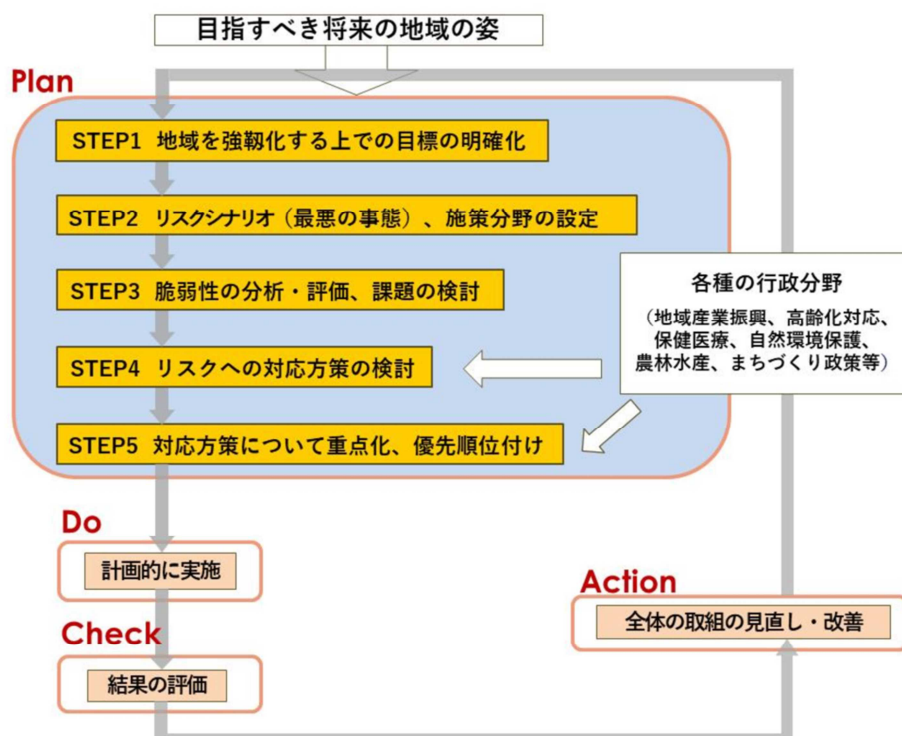 目指すべき将来の地域の姿
Plan
STEP1 地域を強靱化する上での目標の明確化
STEP2 リスクシナリオ（最悪の事態）、施策分野の設定
STEP3 脆弱性の分析・評価、課題の検討
STEP4 リスクへの対応方策の検討
STEP5 対応方策について重点化、優先順位付け
各種の行政分野
（地域産業振興、高齢化対応、
保健医療、自然環境保護、
農林水産、まちづくり政策等）
Do
計画的に実施
Check
結果の評価
Action
全体の取組の見直し・改善